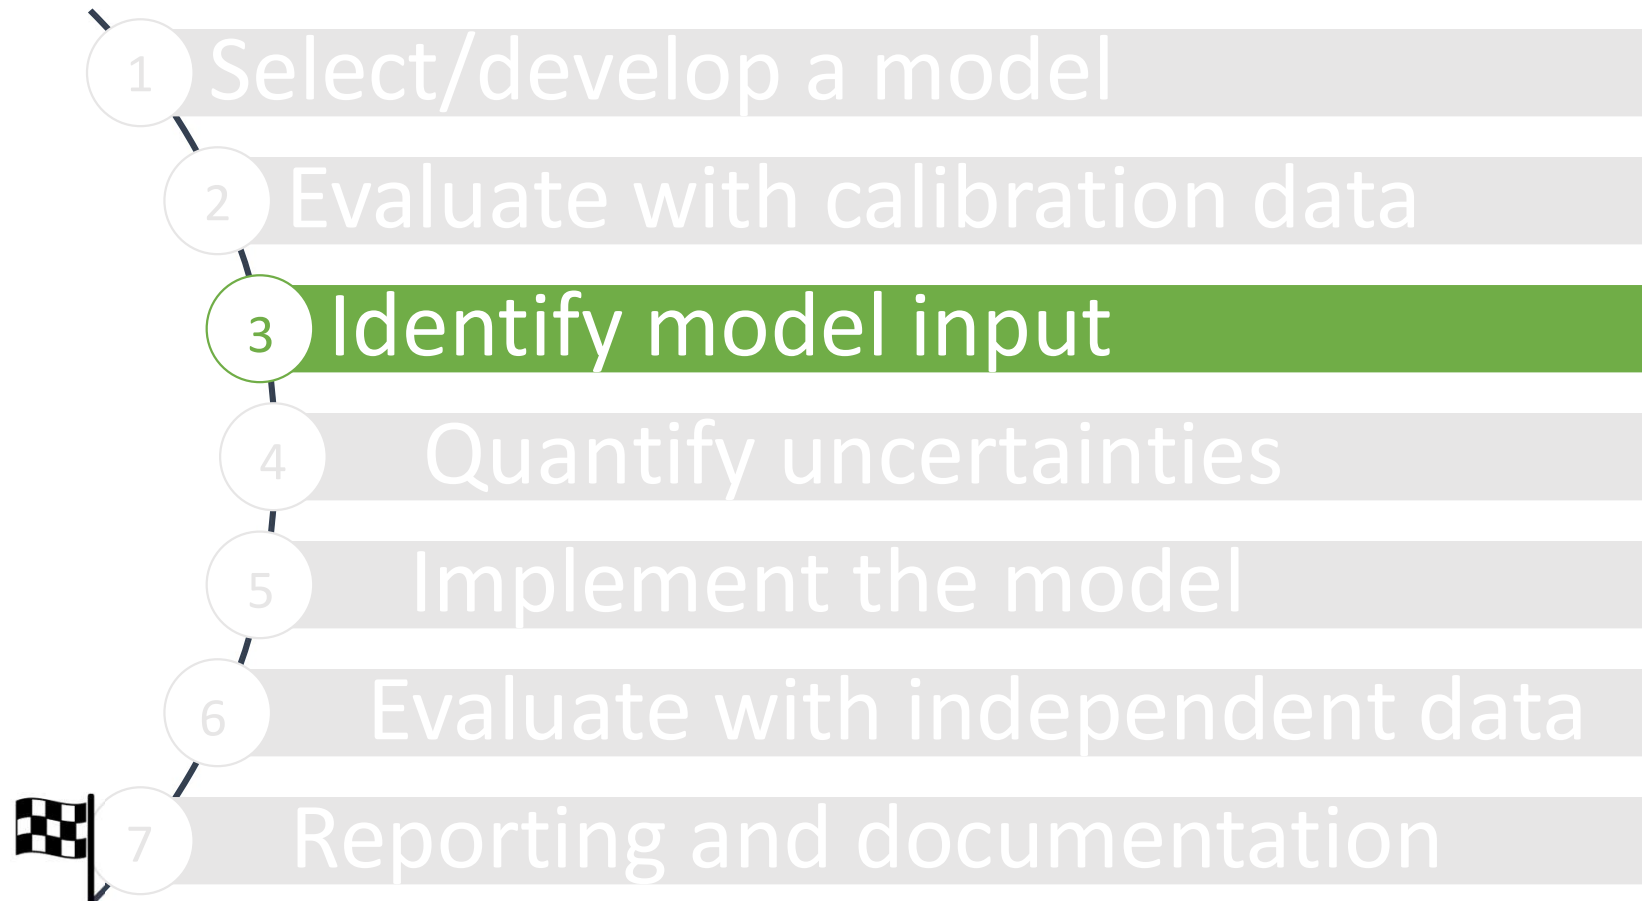 1 Select/develop a model
2 Evaluate with calibration data
3 Identify model input
4 Quantify uncertainties
5 Implement the model
6 Evaluate with independent data
7 Reporting and documentation